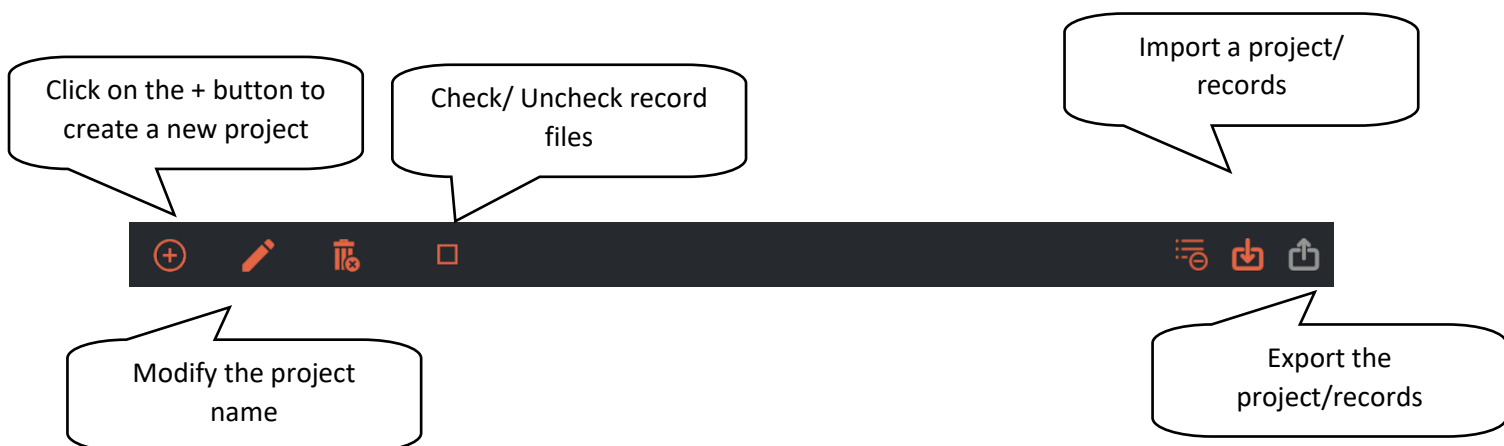 Click on the + button to
create a new project
Check/ Uncheck record
files
Import a project/
records
Modify the project
name
Export the
project/records